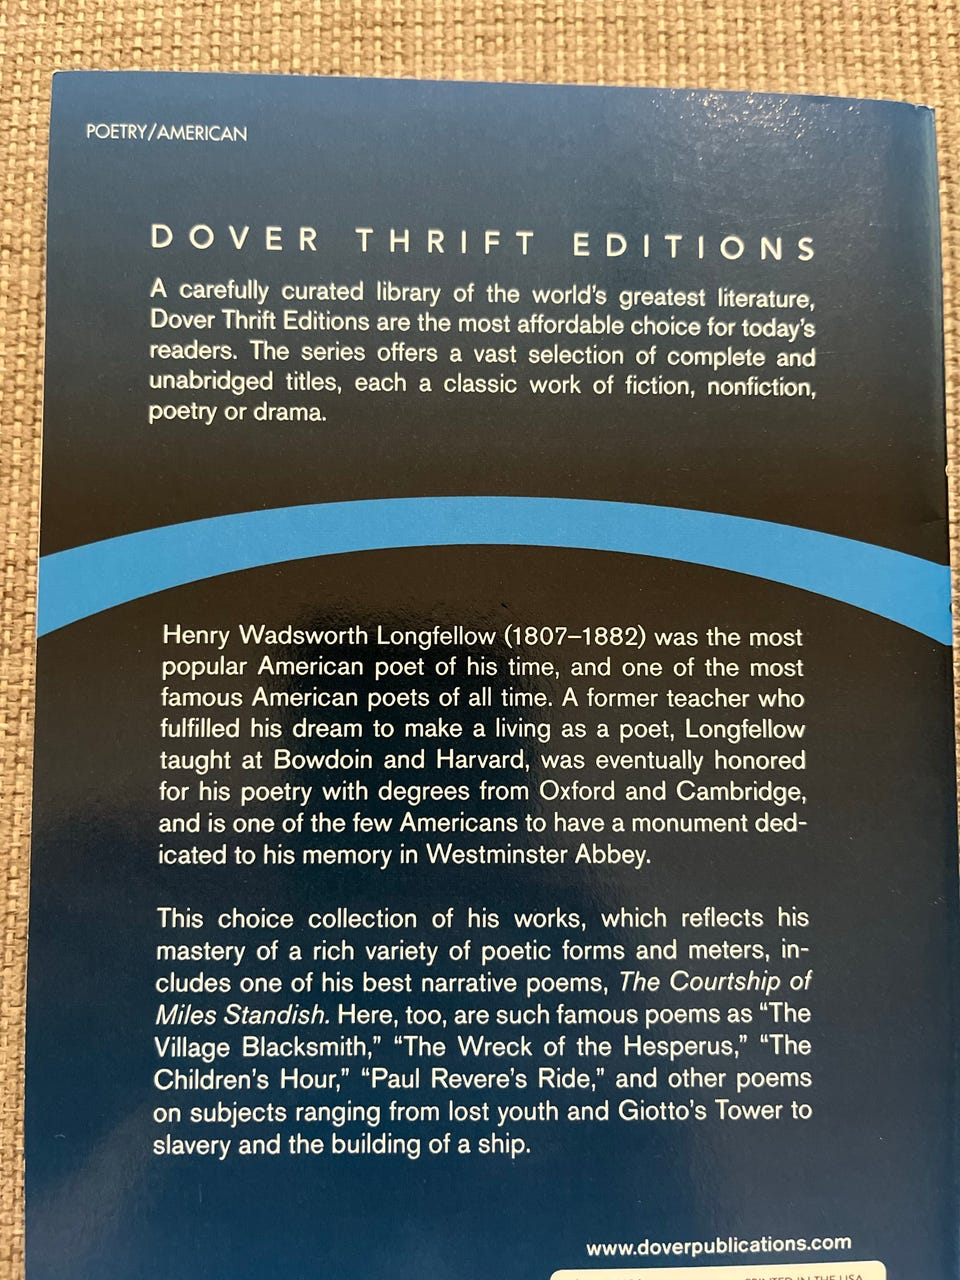 POETRY/AMERICAN
DOVER THRIFT EDITIONS
A carefully curated library of the world's greatest literature,
Dover Thrift Editions are the most affordable choice for today's
readers. The series offers a vast selection of complete and
unabridged titles, each a classic work of fiction, nonfiction,
poetry or drama.
Henry Wadsworth Longfellow (1807–1882) was the most
popular American poet of his time, and one of the most
famous American poets of all time. A former teacher who
fulfilled his dream to make a living as a poet, Longfellow
taught at Bowdoin and Harvard, was eventually honored
for his poetry with degrees from Oxford and Cambridge,
and is one of the few Americans to have a monument ded-
icated to his memory in Westminster Abbey.
This choice collection of his works, which reflects his
mastery of a rich variety of poetic forms and meters, in-
cludes one of his best narrative poems, The Courtship of
Miles Standish. Here, too, are such famous poems as “The
Village Blacksmith,” “The Wreck of the Hesperus,” “The
Children's Hour,” “Paul Revere's Ride,” and other poems
on subjects ranging from lost youth and Giotto's Tower to
slavery and the building of a ship.
www.doverpublications.com
PRINTED IN THE USA